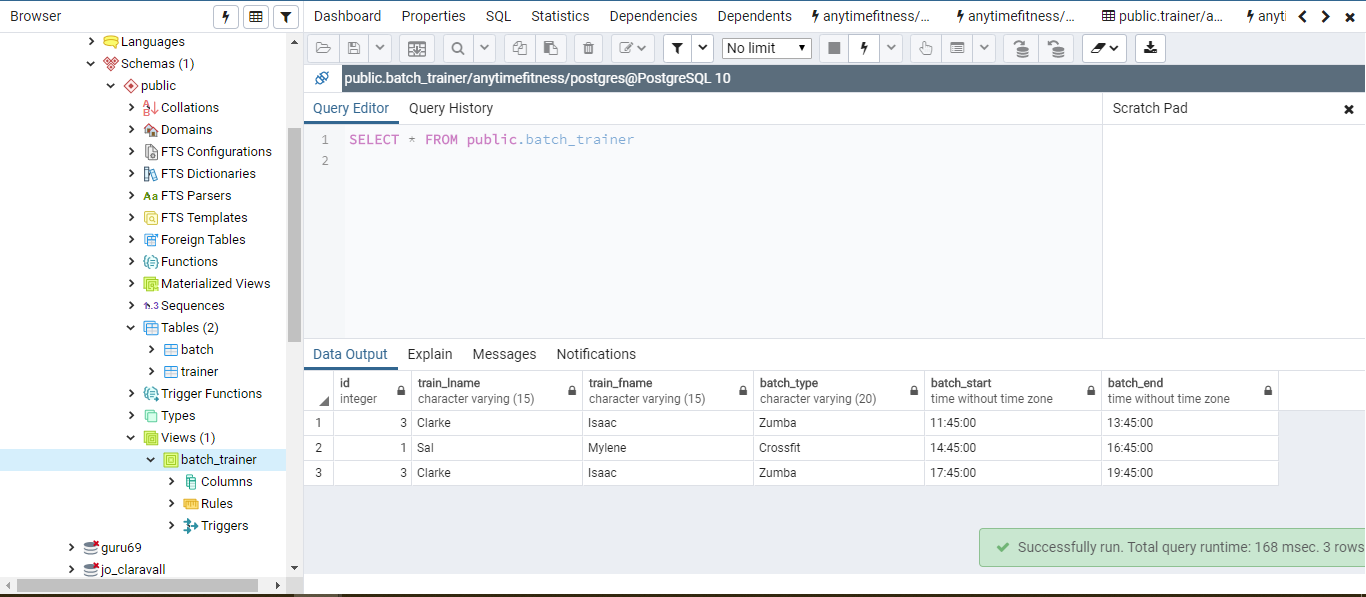 Browser
Dashboard Properties SQL Statistics Dependencies Dependents anytimefitness/... anytimefitness/... public.trainer/a... anyti
Languages
Schemas (1)
public
Collations
Domains
FTS Configurations
FTS Dictionaries
Aa FTS Parsers
FTS Templates
Foreign Tables
Functions
Materialized Views
1..3 Sequences
Tables (2)
batch
trainer
Trigger Functions
Types
Views (1)
batch_trainer
Columns
Rules
Triggers
guru69
jo_claravall
No limit
public.batch_trainer/anytimefitness/postgres@PostgreSQL 10
Query Editor Query History
Scratch Pad
1 SELECT * FROM public.batch_trainer
2
Data Output Explain Messages Notifications
id train_lname train_fname batch_type batch_start batch_end
integer character varying (15) character varying (15) character varying (20) time without time zone time without time zone
1 3 Clarke Isaac Zumba 11:45:00 13:45:00
2 1 Sal Mylene Crossfit 14:45:00 16:45:00
3 3 Clarke Isaac Zumba 17:45:00 19:45:00
Successfully run. Total query runtime: 168 msec. 3 rows